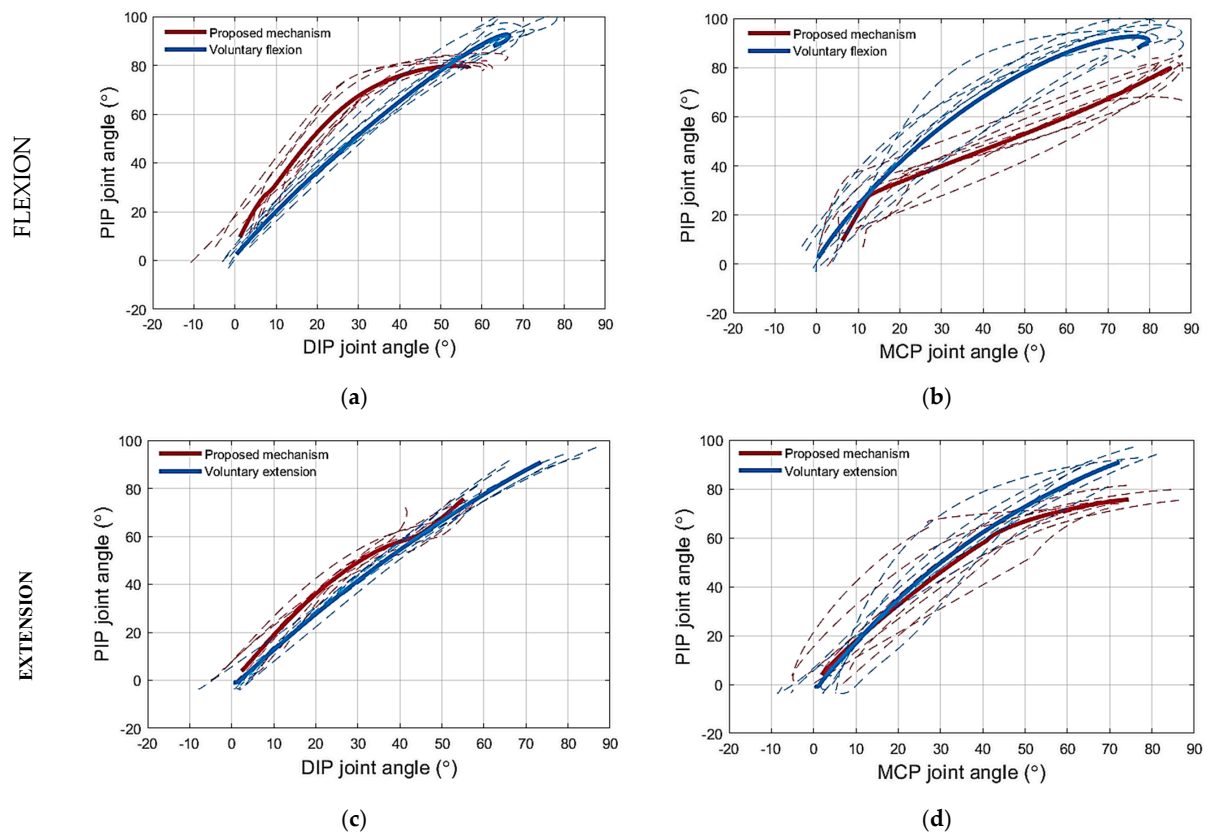 FLEXION
100
80
60
40
20
0
-20
PIP joint angle (°)
Proposed mechanism
Voluntary flexion
-20 -10 0 10 20 30 40 50 60 70 80 90
DIP joint angle (°)
(a)
100
80
60
40
20
0
-20
PIP joint angle (°)
Proposed mechanism
Voluntary flexion
-20 -10 0 10 20 30 40 50 60 70 80 90
MCP joint angle (°)
(b)
EXTENSION
100
80
60
40
20
0
-20
PIP joint angle (°)
Proposed mechanism
Voluntary extension
-20 -10 0 10 20 30 40 50 60 70 80 90
DIP joint angle (°)
(c)
100
80
60
40
20
0
-20
PIP joint angle (°)
Proposed mechanism
Voluntary extension
-20 -10 0 10 20 30 40 50 60 70 80 90
MCP joint angle (°)
(d)